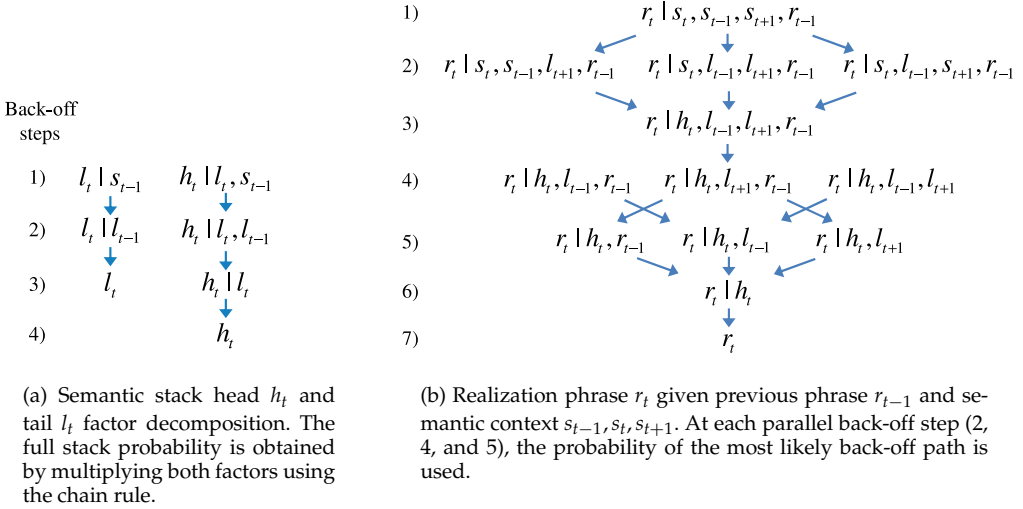 Back-off
steps
1) l_t | s_{t−1} h_t | l_t, s_{t−1}
2) l_t | l_{t−1} h_t | l_t, l_{t−1}
3) l_t h_t | l_t
4) h_t
(a) Semantic stack head h_t and
tail l_t factor decomposition. The
full stack probability is obtained
by multiplying both factors using
the chain rule.
1) r_t | s_t, s_{t−1}, s_{t+1}, r_{t−1}
2) r_t | s_t, s_{t−1}, l_{t+1}, r_{t−1} r_t | s_t, l_{t−1}, l_{t+1}, r_{t−1} r_t | s_t, l_{t−1}, s_{t+1}, r_{t−1}
3) r_t | h_t, l_{t−1}, l_{t+1}, r_{t−1}
4) r_t | h_t, l_{t−1}, r_{t−1} r_t | h_t, l_{t+1}, r_{t−1} r_t | h_t, l_{t−1}, l_{t+1}
5) r_t | h_t, r_{t−1} r_t | h_t, l_{t−1} r_t | h_t, l_{t+1}
6) r_t | h_t
7) r_t
(b) Realization phrase r_t given previous phrase r_{t−1} and se-
mantic context s_{t−1}, s_t, s_{t+1}. At each parallel back-off step (2,
4, and 5), the probability of the most likely back-off path is
used.